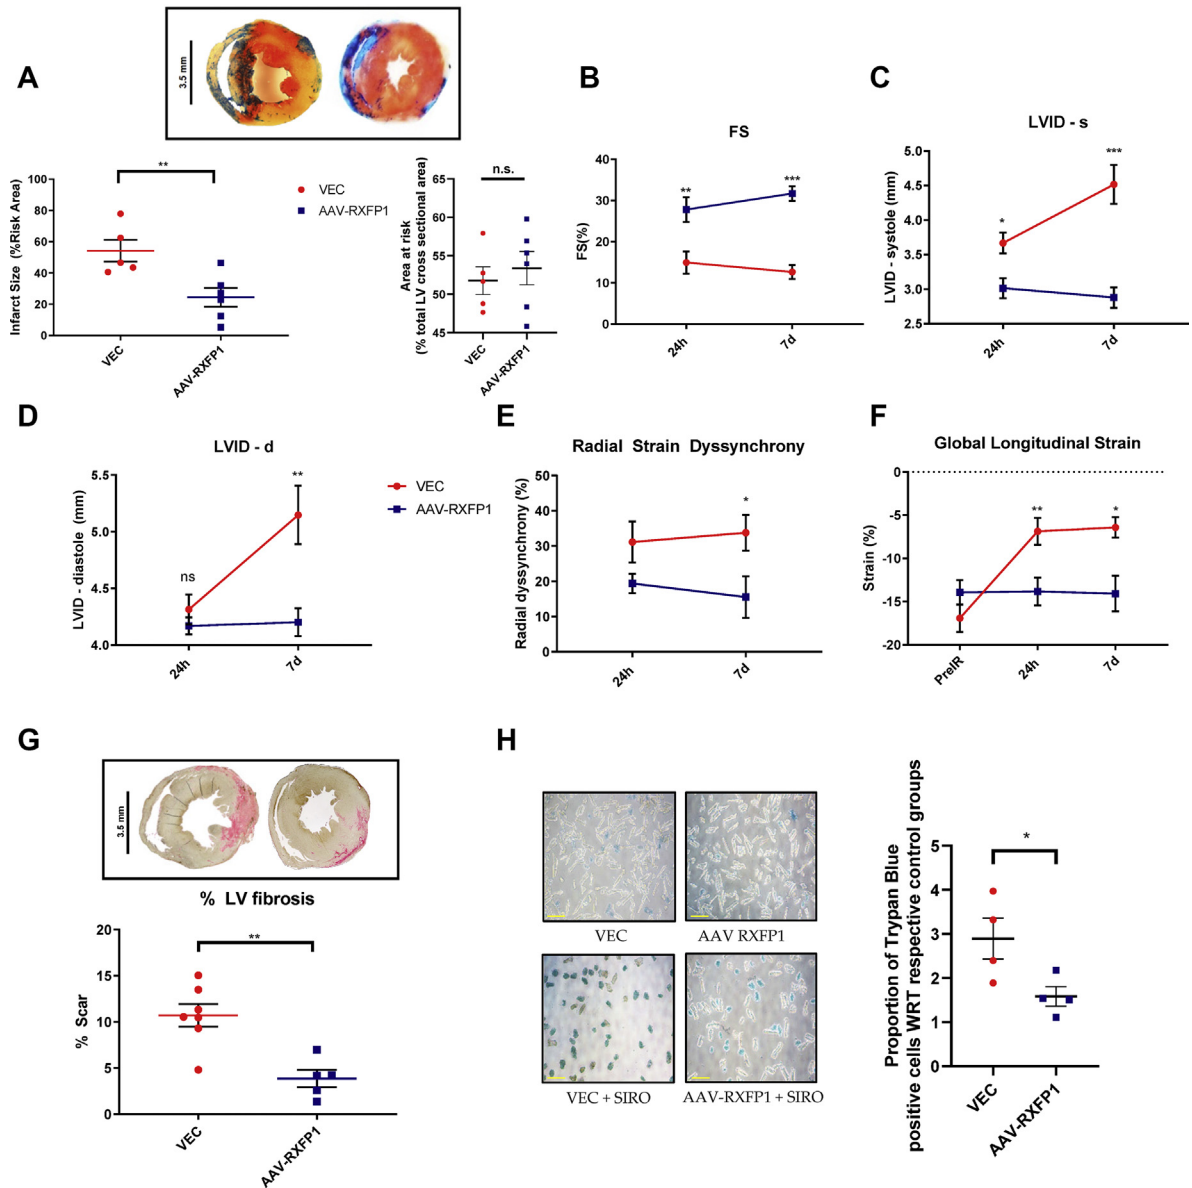 A
3.5 mm
**
Infarct Size (%Risk Area)
100
80
60
40
20
0
VEC
AAV-RXFP1
VEC
AAV-RXFP1
n.s.
Area at risk
(% total LV cross sectional area)
65
60
55
50
45
VEC
AAV-RXFP1
B
FS
FS(%)
40
30
20
10
0
**
***
24h
7d
C
LVID - s
LVID - systole (mm)
5.0
4.5
4.0
3.5
3.0
2.5
*
***
24h
7d
D
LVID - d
LVID - diastole (mm)
5.5
5.0
4.5
4.0
ns
**
24h
7d
VEC
AAV-RXFP1
E
Radial Strain Dyssynchrony
Radial dyssynchrony (%)
50
40
30
20
10
0
*
24h
7d
F
Global Longitudinal Strain
Strain (%)
0
-5
-10
-15
-20
**
*
PreIR
24h
7d
G
3.5 mm
% LV fibrosis
% Scar
20
15
10
5
0
**
VEC
AAV-RXFP1
H
VEC
AAV RXFP1
VEC + SIRO
AAV-RXFP1 + SIRO
Proportion of Trypan Blue
positive cells WRT respective control groups
5
4
3
2
1
0
*
VEC
AAV-RXFP1